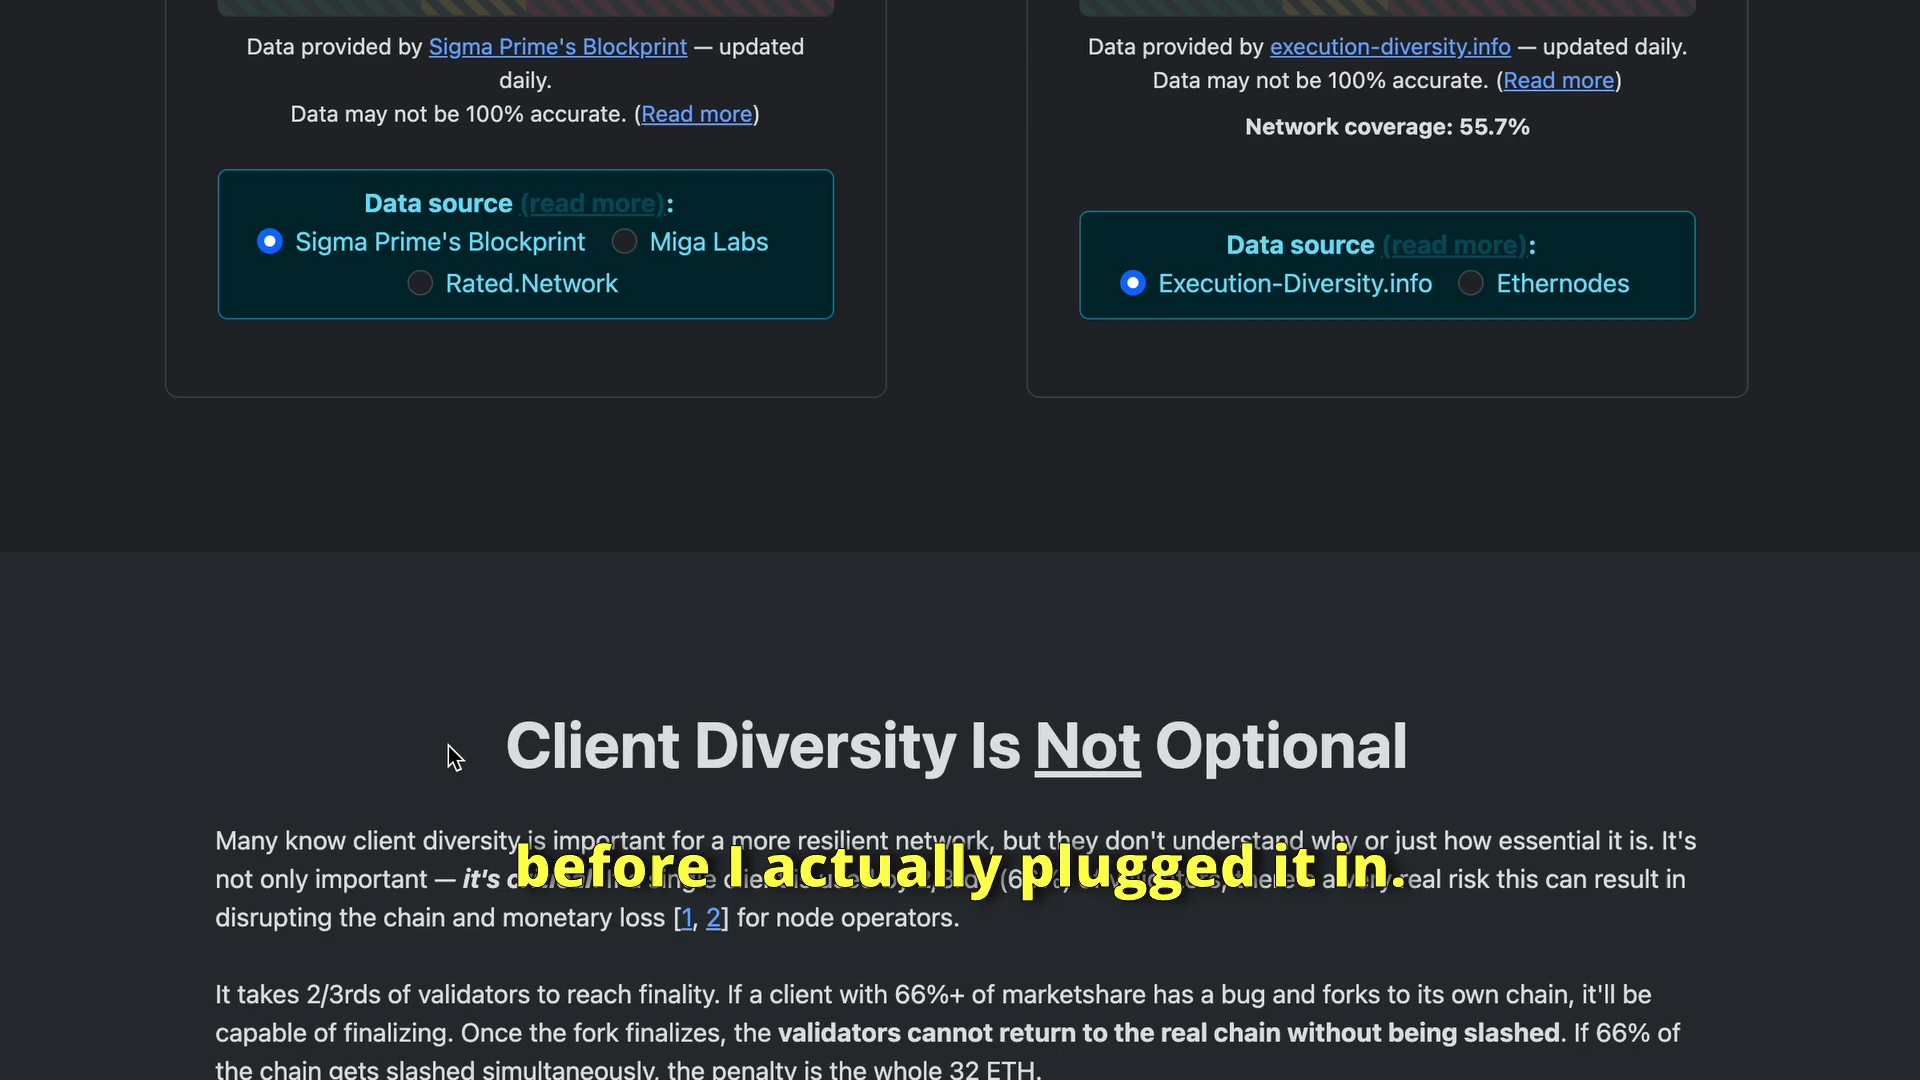 Data provided by Sigma Prime's Blockprint — updated
daily.
Data may not be 100% accurate. (Read more)
Data source (read more):
Sigma Prime's Blockprint Miga Labs
Rated.Network
Data provided by execution-diversity.info — updated daily.
Data may not be 100% accurate. (Read more)
Network coverage: 55.7%
Data source (read more):
Execution-Diversity.info Ethernodes
Client Diversity Is Not Optional
Many know client diversity is important for a more resilient network, but they don't understand why or just how essential it is. It's
before I actually plugged it in.
not only important — it's real risk this can result in
disrupting the chain and monetary loss [1, 2] for node operators.
It takes 2/3rds of validators to reach finality. If a client with 66%+ of marketshare has a bug and forks to its own chain, it'll be
capable of finalizing. Once the fork finalizes, the validators cannot return to the real chain without being slashed. If 66% of
the chain gets slashed simultaneously, the penalty is the whole 32 ETH.